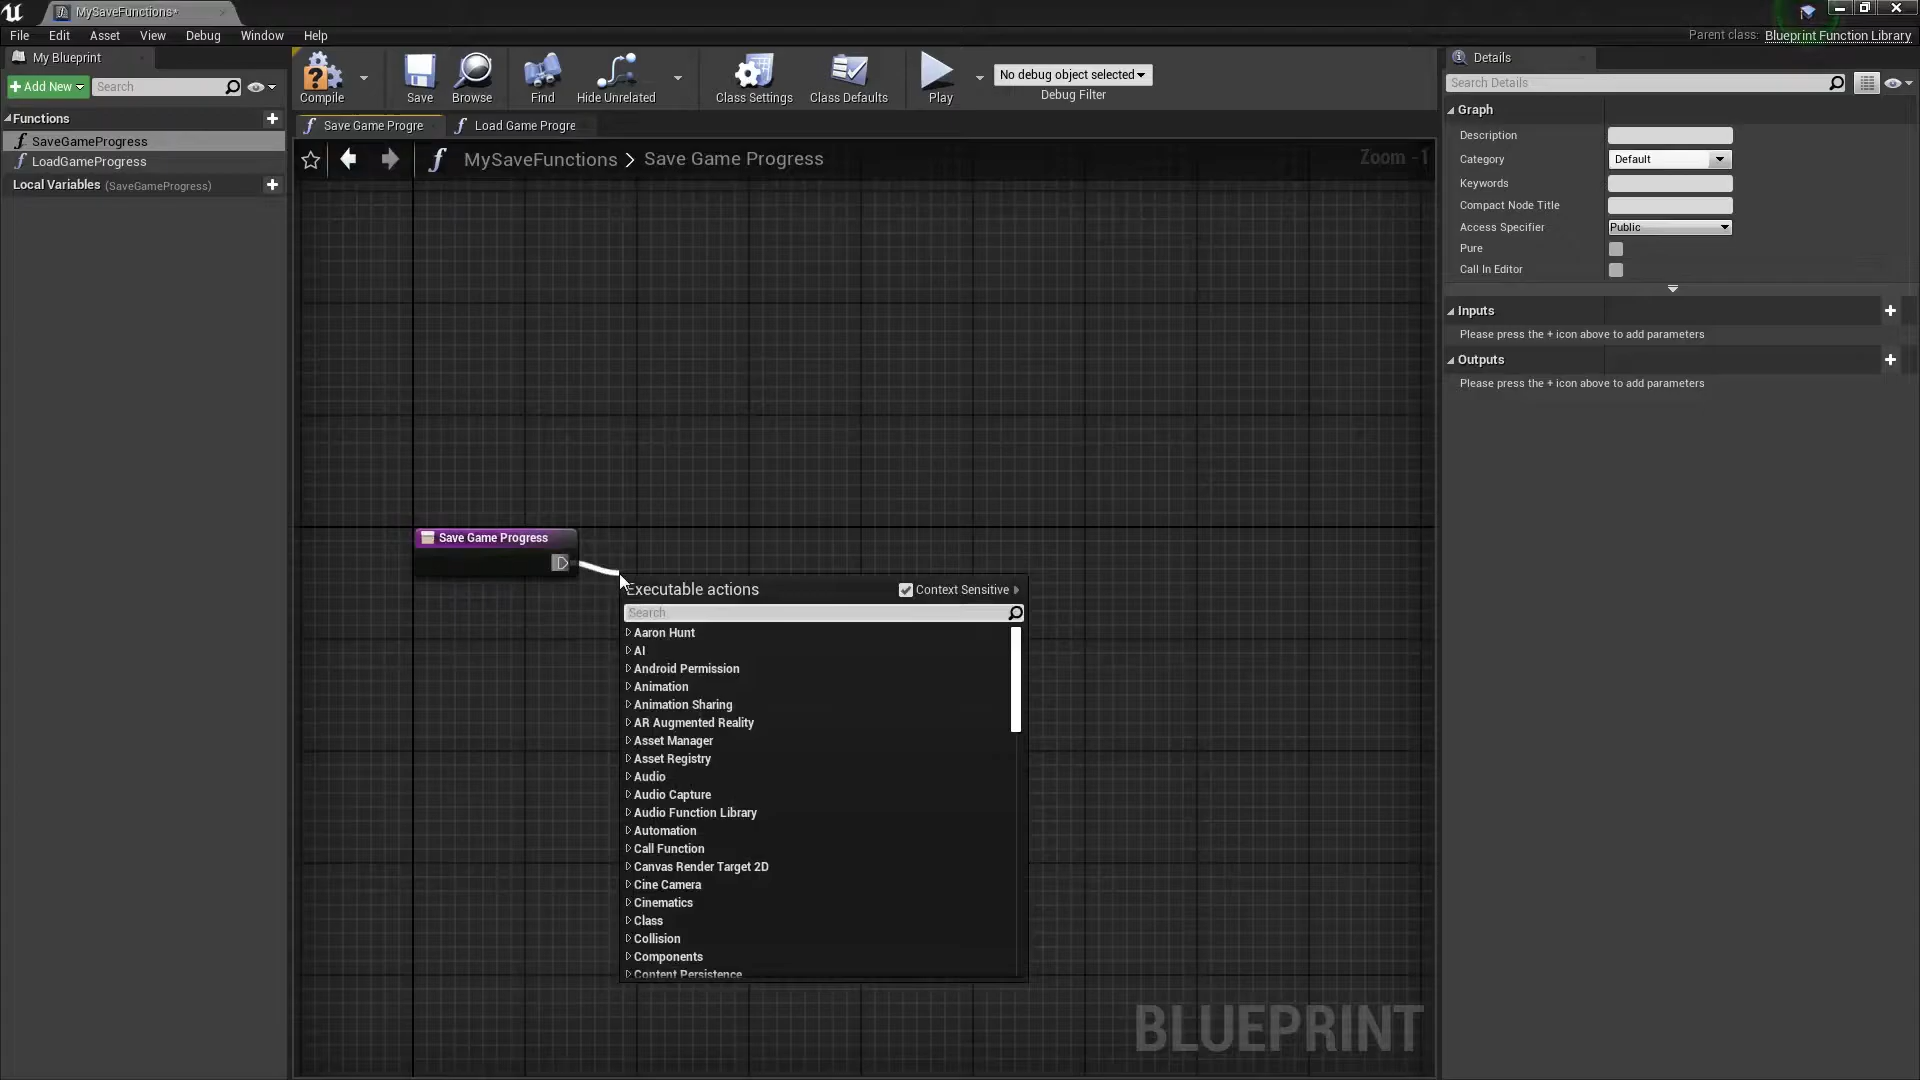 MySaveFunctions*
File Edit Asset View Debug Window Help
Parent class: Blueprint Function Library
My Blueprint
Add New
Search
Functions
SaveGameProgress
LoadGameProgress
Local Variables (SaveGameProgress)
Compile
Save
Browse
Find
Hide Unrelated
Class Settings
Class Defaults
Play
No debug object selected
Debug Filter
Save Game Progre
Load Game Progre
MySaveFunctions > Save Game Progress
Zoom -1
Save Game Progress
Executable actions
Context Sensitive
Search
Aaron Hunt
AI
Android Permission
Animation
Animation Sharing
AR Augmented Reality
Asset Manager
Asset Registry
Audio
Audio Capture
Audio Function Library
Automation
Call Function
Canvas Render Target 2D
Cine Camera
Cinematics
Class
Collision
Components
Content Persistence
BLUEPRINT
Details
Search Details
Graph
Description
Category Default
Keywords
Compact Node Title
Access Specifier Public
Pure
Call In Editor
Inputs
Please press the + icon above to add parameters
Outputs
Please press the + icon above to add parameters